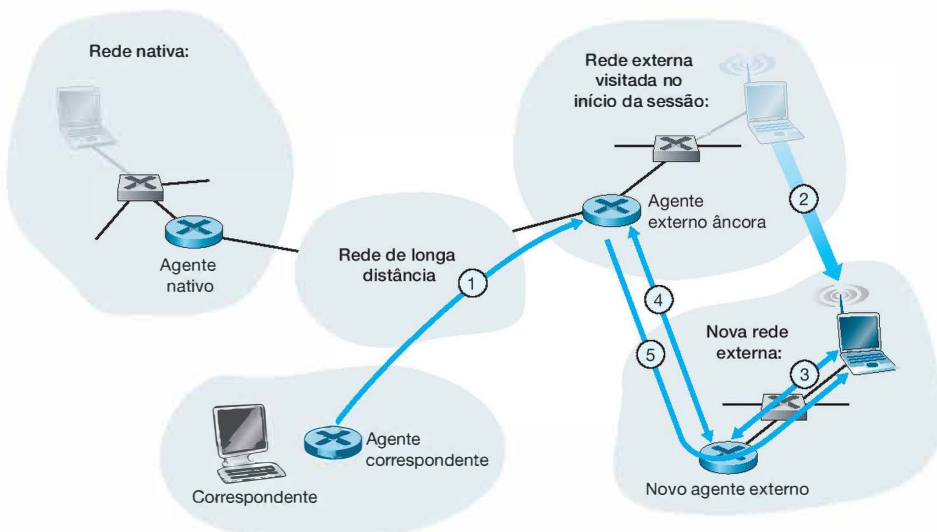 Rede nativa:
Rede externa
visitada no
início da sessão:
2
Agente
externo âncora
Agente
nativo
Rede de longa
distância
1
4
5
Nova rede
externa:
3
Agente
correspondente
Correspondente
Novo agente externo